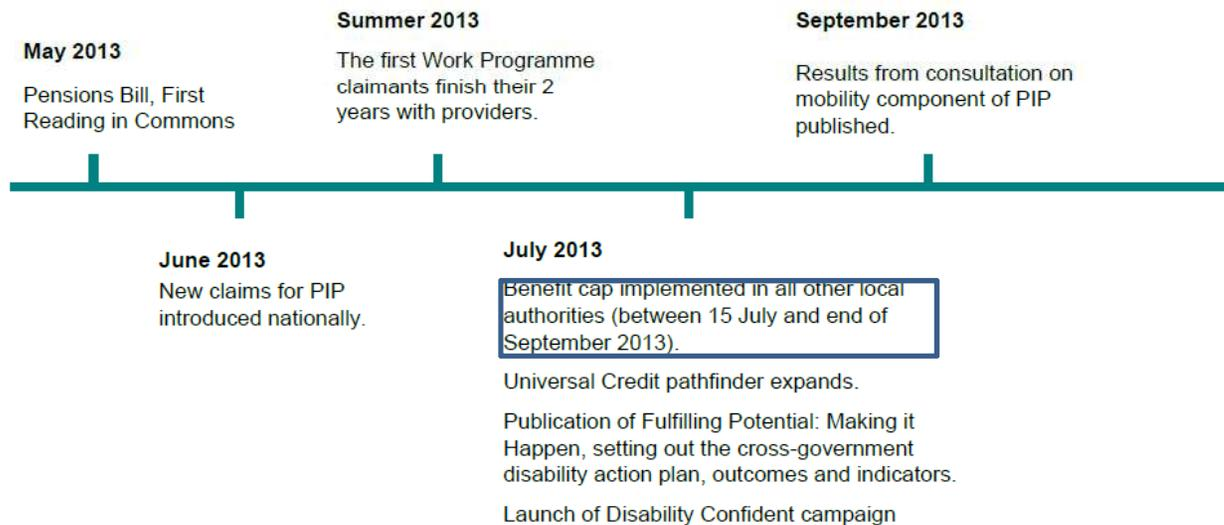 May 2013
Pensions Bill, First
Reading in Commons
Summer 2013
The first Work Programme
claimants finish their 2
years with providers.
September 2013
Results from consultation on
mobility component of PIP
published.
June 2013
New claims for PIP
introduced nationally.
July 2013
Benefit cap implemented in all other local
authorities (between 15 July and end of
September 2013).
Universal Credit pathfinder expands.
Publication of Fulfilling Potential: Making it
Happen, setting out the cross-government
disability action plan, outcomes and indicators.
Launch of Disability Confident campaign